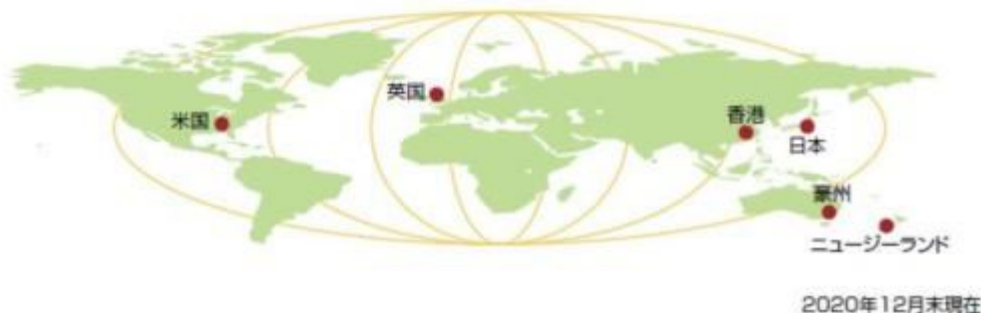 英国
米国
香港
日本
豪州
ニュージーランド
2020年12月末現在